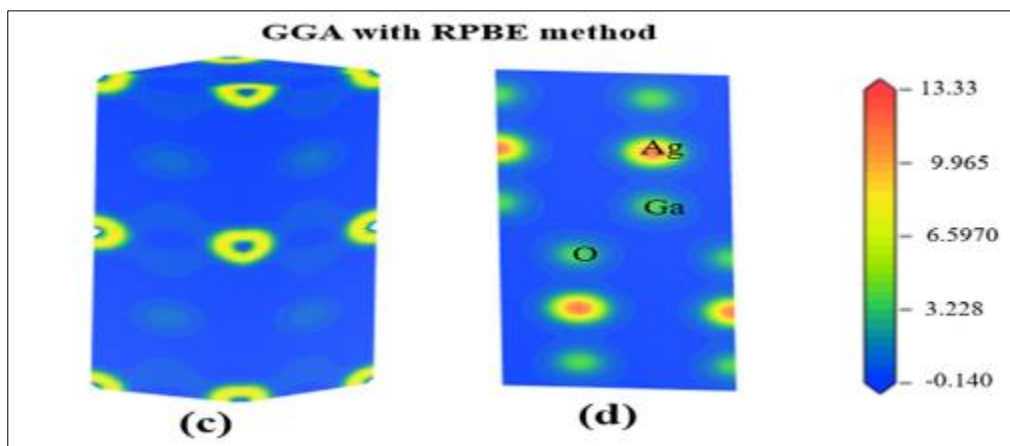 GGA with RPBE method
13.33
9.965
6.5970
3.228
-0.140
Ag
Ga
O
(c)
(d)